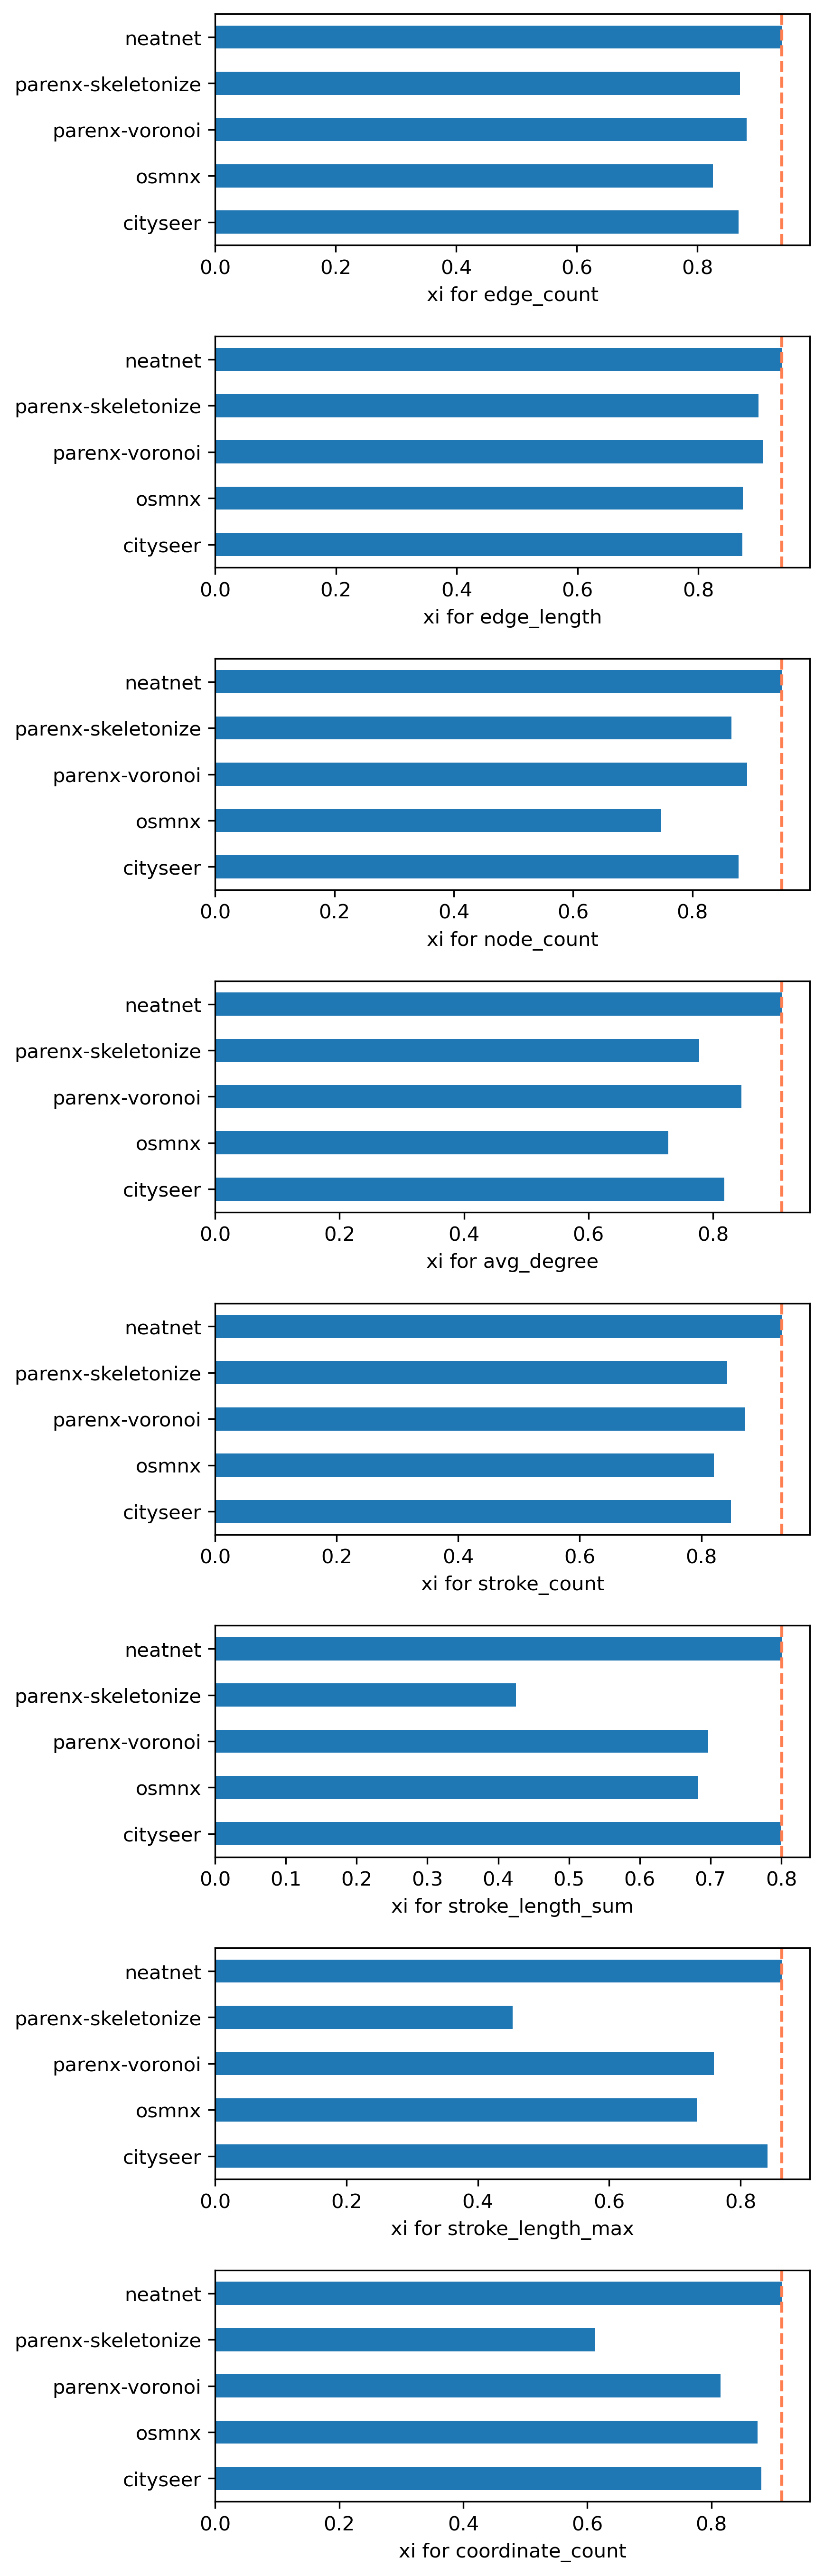 neatnet
parenx-skeletonize
parenx-voronoi
osmnx
cityseer
0.0 0.2 0.4 0.6 0.8
xi for edge_count
neatnet
parenx-skeletonize
parenx-voronoi
osmnx
cityseer
0.0 0.2 0.4 0.6 0.8
xi for edge_length
neatnet
parenx-skeletonize
parenx-voronoi
osmnx
cityseer
0.0 0.2 0.4 0.6 0.8
xi for node_count
neatnet
parenx-skeletonize
parenx-voronoi
osmnx
cityseer
0.0 0.2 0.4 0.6 0.8
xi for avg_degree
neatnet
parenx-skeletonize
parenx-voronoi
osmnx
cityseer
0.0 0.2 0.4 0.6 0.8
xi for stroke_count
neatnet
parenx-skeletonize
parenx-voronoi
osmnx
cityseer
0.0 0.1 0.2 0.3 0.4 0.5 0.6 0.7 0.8
xi for stroke_length_sum
neatnet
parenx-skeletonize
parenx-voronoi
osmnx
cityseer
0.0 0.2 0.4 0.6 0.8
xi for stroke_length_max
neatnet
parenx-skeletonize
parenx-voronoi
osmnx
cityseer
0.0 0.2 0.4 0.6 0.8
xi for coordinate_count